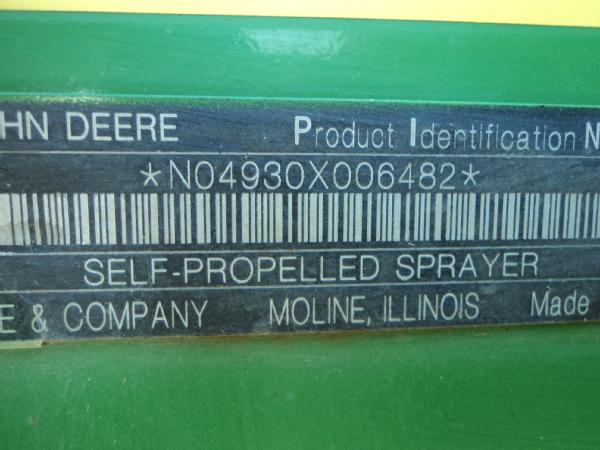 HN DEERE Product Identification N
*N04930X006482*
SELF-PROPELLED SPRAYER
E & COMPANY MOLINE, ILLINOIS Made